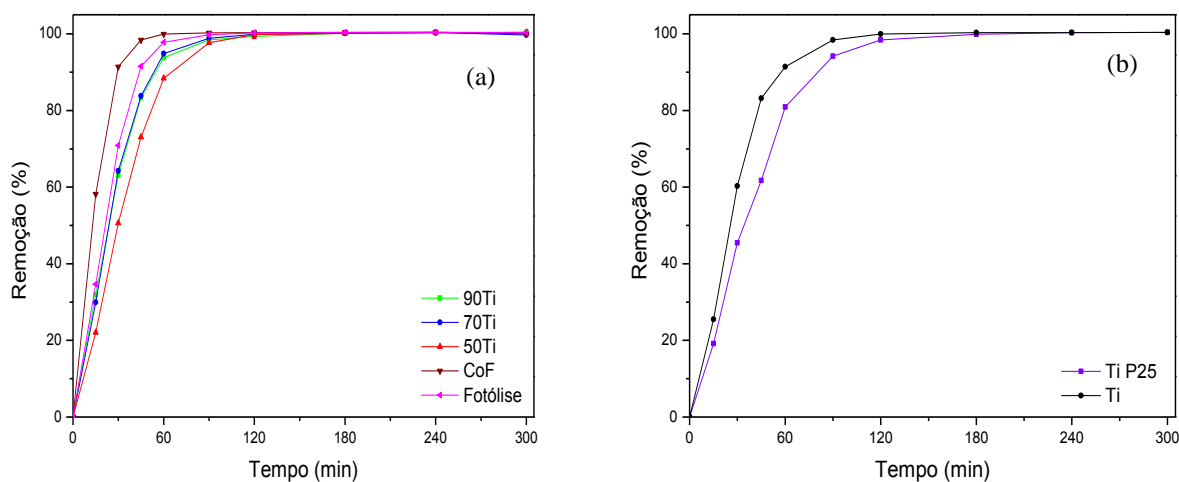 100
80
60
40
20
0
Remoção (%)
(a)
90Ti
70Ti
50Ti
CoF
Fotólise
0 60 120 180 240 300
Tempo (min)
100
80
60
40
20
0
Remoção (%)
(b)
Ti P25
Ti
0 60 120 180 240 300
Tempo (min)